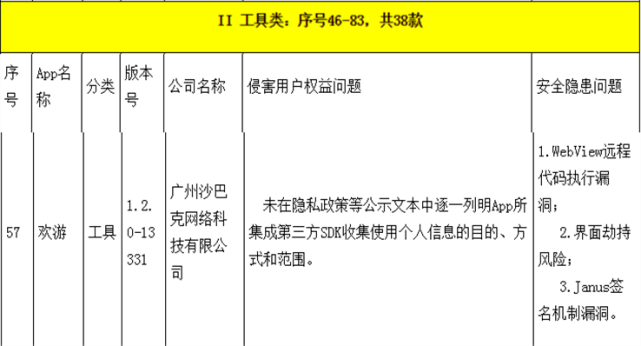 II 工具类：序号46-83，共38款
序
号
App名
称
分类
版本
号
公司名称
侵害用户权益问题
安全隐患问题
57
欢游
工具
1.2.
0-13
331
广州沙巴
克网络科
技有限公
司
未在隐私政策等公示文本中逐一列明App所
集成第三方SDK收集使用个人信息的目的、方
式和范围。
1.WebView远程
代码执行漏
洞；
2.界面劫持
风险；
3.Janus签
名机制漏洞。